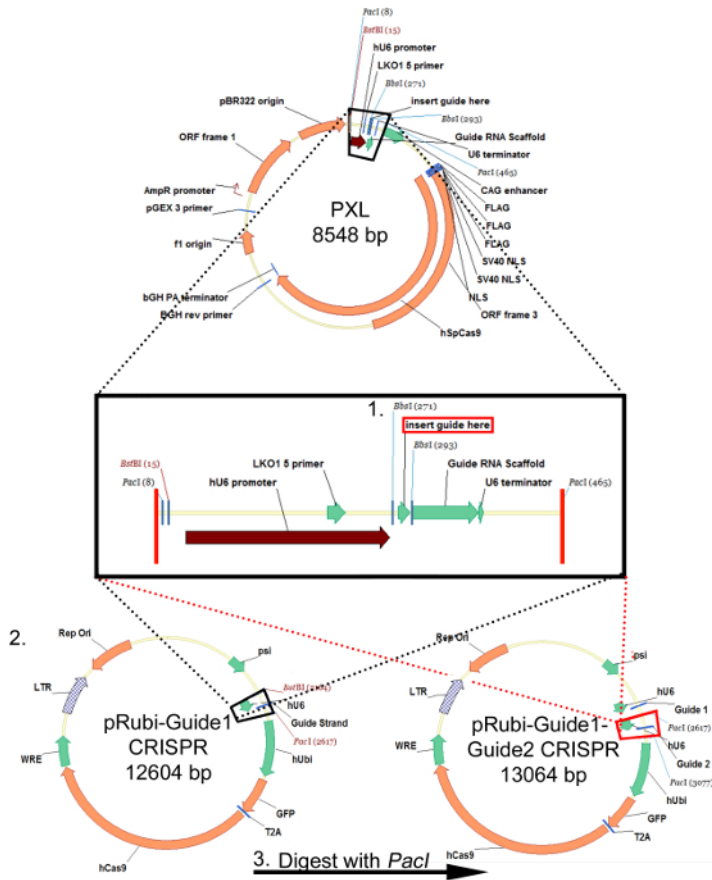 PacI (8)
BstBI (15)
hU6 promoter
LKO1 5 primer
BbsI (271)
insert guide here
BbsI (293)
Guide RNA Scaffold
U6 terminator
PacI (465)
CAG enhancer
FLAG
FLAG
FLAG
SV40 NLS
SV40 NLS
NLS
ORF frame 3
hSpCas9
pBR322 origin
ORF frame 1
AmpR promoter
pGEX 3 primer
f1 origin
bGH PA terminator
BGH rev primer
PXL
8548 bp
1.
BbsI (271)
insert guide here
BbsI (293)
LKO1 5 primer
Guide RNA Scaffold
BstBI (15)
PacI (8)
hU6 promoter
U6 terminator
PacI (465)
2.
Rep Ori
psi
LTR
hU6
Guide Strand
PacI (2617)
pRubi-Guide1
CRISPR
12604 bp
WRE
hUbi
GFP
T2A
hCas9
Rep Ori
psi
LTR
hU6
Guide 1
PacI (2617)
hU6
Guide 2
PacI (3077)
pRubi-Guide1-
Guide2 CRISPR
13064 bp
WRE
hUbi
GFP
T2A
hCas9
3. Digest with PacI